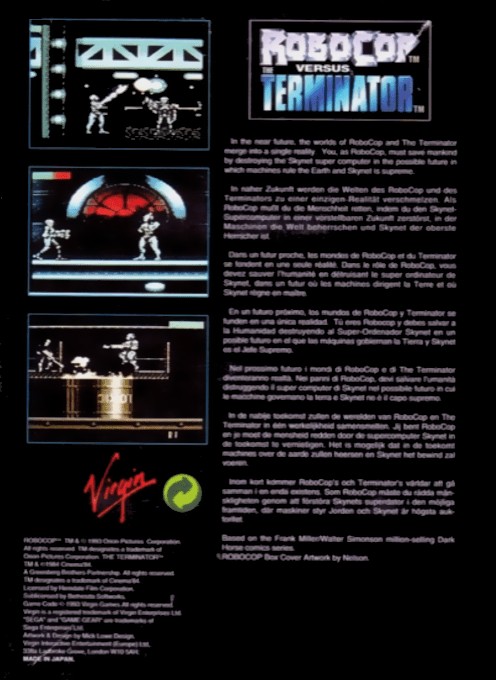 ROBOCOP™
VERSUS
THE
TERMINATOR™
In the near future, the worlds of RoboCop and The Terminator
merge into a single reality. You, as RoboCop, must save mankind
by destroying the Skynet super computer in the possible future in
which machines rule the Earth and Skynet is supreme.
In naher Zukunft werden die Welten des RoboCop und des
Terminators zu einer einzigen Realität verschmelzen. Als
RoboCop mußt du die Menschheit retten, indem du den Skynet-
Supercomputer in einer vorstellbaren Zukunft zerstörst, in der
Maschinen die Welt beherrschen und Skynet der oberste
Herrscher ist.
Dans un futur proche, les mondes de RoboCop et du Terminator
se fondent en une seule réalité. Dans le rôle de RoboCop, vous
devez sauver l'humanité en détruisant le super ordinateur de
Skynet, dans un futur où les machines dirigent la Terre et où
Skynet règne en maître.
En un futuro próximo, los mundos de RoboCop y Terminator se
funden en una única realidad. Tú eres Robocop y debes salvar a
la Humanidad destruyendo al Super-Ordenador Skynet en un
posible futuro en el que las máquinas gobiernan la Tierra y Skynet
es el Jefe Supremo.
Nel prossimo futuro i mondi di RoboCop e di The Terminator
diventeranno realtà. Nei panni di RoboCop, devi salvare l'umanità
distruggendo il super computer di Skynet nel possibile futuro in cui
le macchine governano la terra e Skynet ne è il capo supremo.
In de nabije toekomst zullen de werelden van RoboCop en The
Terminator in één werkelijkheid samensmelten. Jij bent RoboCop
en je moet de mensheid redden door de supercomputer Skynet in
de toekomst te vernietigen. Het is mogelijk dat in de toekomt
machines over de aarde zullen heersen en Skynet het bewind zal
voeren.
Inom kort kommer RoboCop's och Terminator's världar att gå
samman i en enda existens. Som RoboCop måste du rädda män-
skligheten genom att förstöra Skynets superdator i den möjliga
framtiden, där maskiner styr Jorden och Skynet är högsta auk-
toritet.
Based on the Frank Miller/Walter Simonson million-selling Dark
Horse comics series.
ROBOCOP Box Cover Artwork by Nelson.
Virgin
ROBOCOP™ TM & © 1993 Orion Pictures Corporation.
All rights reserved. TM designates a trademark of
Orion Pictures Corporation. THE TERMINATOR™
TM & ©1984 Cinema'84.
A Greenberg Brothers Partnership. All rights reserved.
TM designates a trademark of Cinema'84.
Licensed by Hemdale Film Corporation.
Sublicensed by Bethesda Softworks.
Game Code © 1993 Virgin Games. All rights reserved.
Virgin is a registered trademark of Virgin Enterprises Ltd.
"SEGA" and "GAME GEAR" are trademarks of
Sega Enterprises Ltd.
Artwork & Design by Mick Lowe Design.
Virgin Interactive Entertainment (Europe) Ltd,
338a Ladbroke Grove, London W10 5AH.
MADE IN JAPAN.